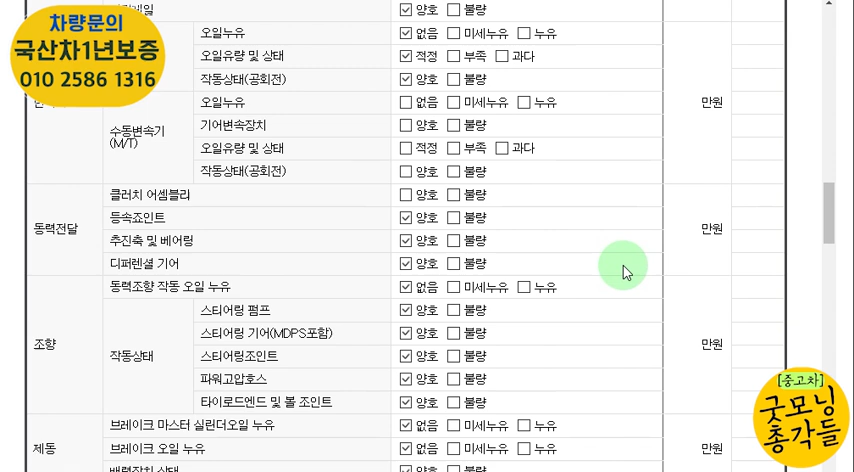 차량문의
국산차1년보증
010 2586 1316
양호 불량
오일누유 없음 미세누유 누유
오일유량 및 상태 적정 부족 과다
작동상태(공회전) 양호 불량
수동변속기
(M/T)
오일누유 없음 미세누유 누유 만원
기어변속장치 양호 불량
오일유량 및 상태 적정 부족 과다
작동상태(공회전) 양호 불량
동력전달
클러치 어셈블리 양호 불량
등속죠인트 양호 불량
추진축 및 베어링 양호 불량
만원
디퍼렌셜 기어 양호 불량
조향
동력조향 작동 오일 누유 없음 미세누유 누유
작동상태
스티어링 펌프 양호 불량
스티어링 기어(MDPS포함) 양호 불량
만원
스티어링조인트 양호 불량
파워고압호스 양호 불량
타이로드엔드 및 볼 조인트 양호 불량
제동
브레이크 마스터 실린더오일 누유 없음 미세누유 누유
브레이크 오일 누유 없음 미세누유 누유 만원
배력장치 상태 양호 불량
[중고차]
굿모닝
총각들